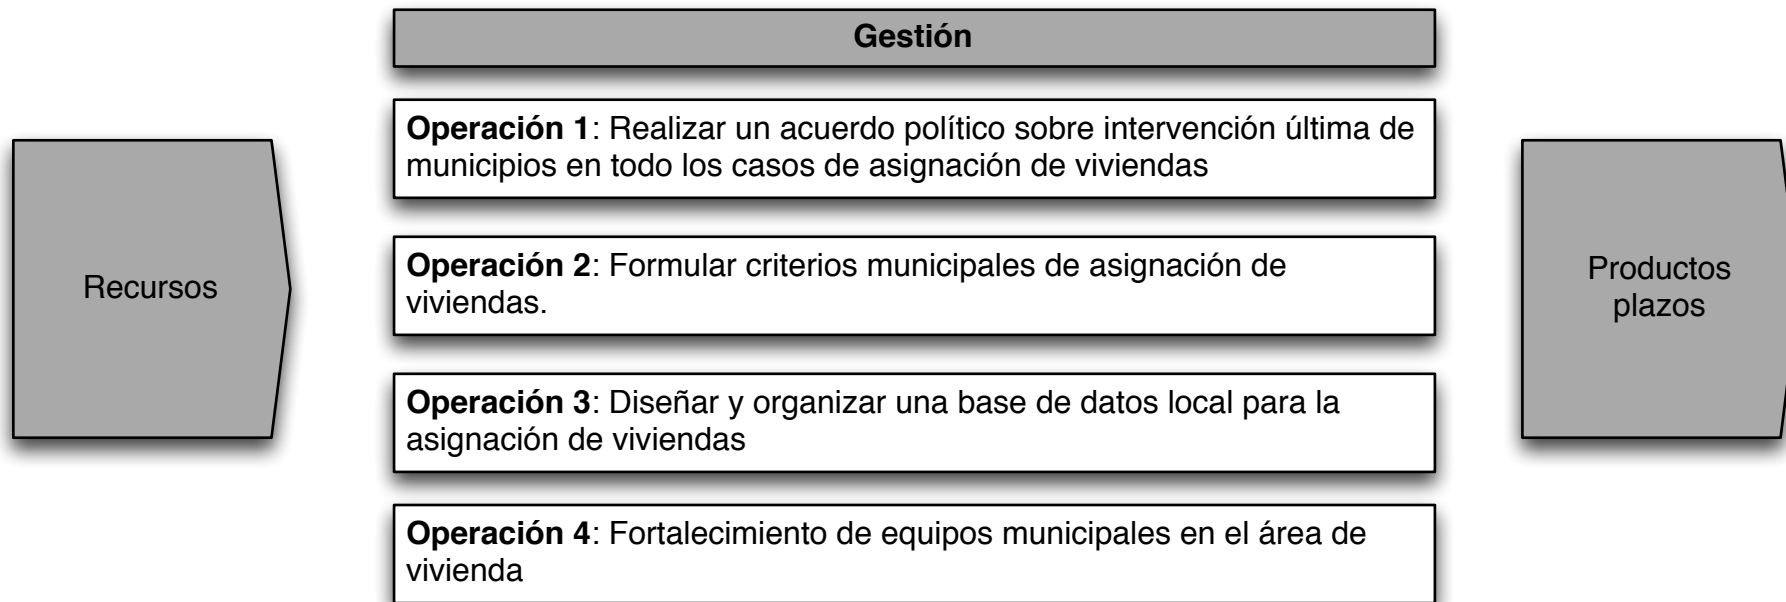 Gestión
Operación 1: Realizar un acuerdo político sobre intervención última de
municipios en todo los casos de asignación de viviendas
Recursos
Operación 2: Formular criterios municipales de asignación de
viviendas.
Productos
plazos
Operación 3: Diseñar y organizar una base de datos local para la
asignación de viviendas
Operación 4: Fortalecimiento de equipos municipales en el área de
vivienda